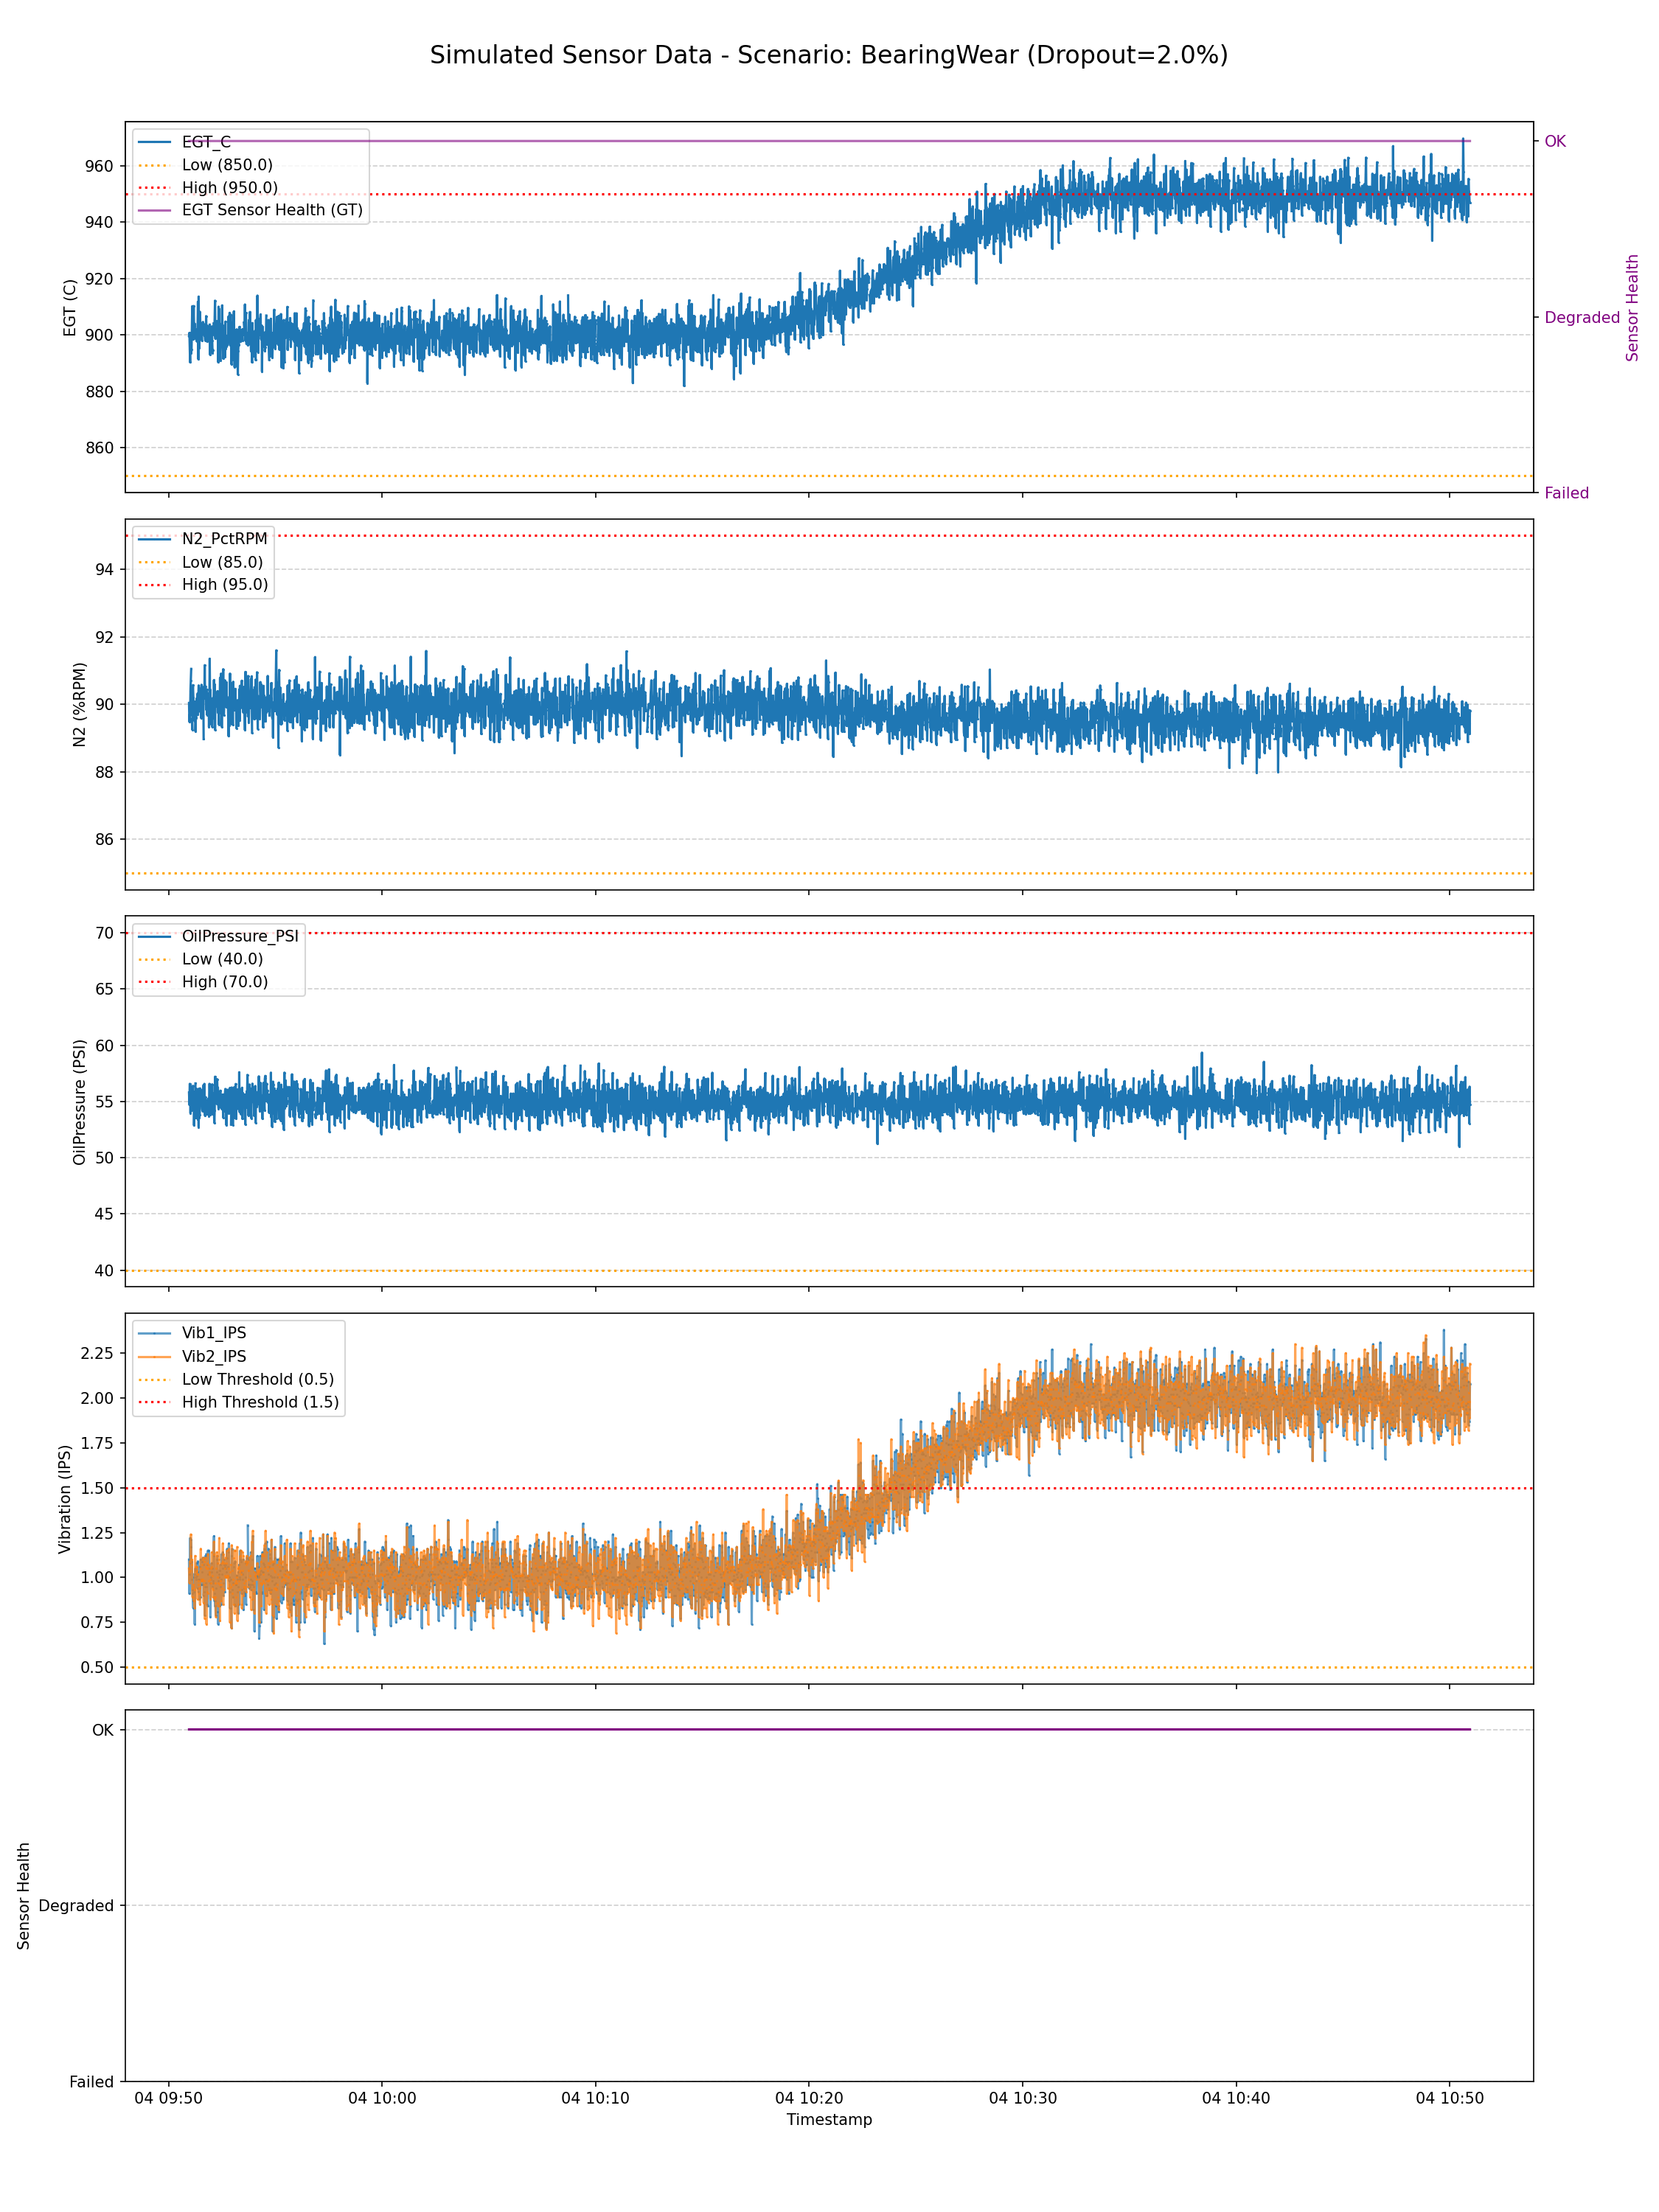 Simulated Sensor Data - Scenario: BearingWear (Dropout=2.0%)
EGT_C
Low (850.0)
High (950.0)
EGT Sensor Health (GT)
960
940
920
900
880
860
EGT (C)
OK
Degraded
Failed
Sensor Health
N2_PctRPM
Low (85.0)
High (95.0)
94
92
90
88
86
N2 (%RPM)
OilPressure_PSI
Low (40.0)
High (70.0)
70
65
60
55
50
45
40
OilPressure (PSI)
Vib1_IPS
Vib2_IPS
Low Threshold (0.5)
High Threshold (1.5)
2.25
2.00
1.75
1.50
1.25
1.00
0.75
0.50
Vibration (IPS)
OK
Degraded
Failed
Sensor Health
04 09:50
04 10:00
04 10:10
04 10:20
04 10:30
04 10:40
04 10:50
Timestamp